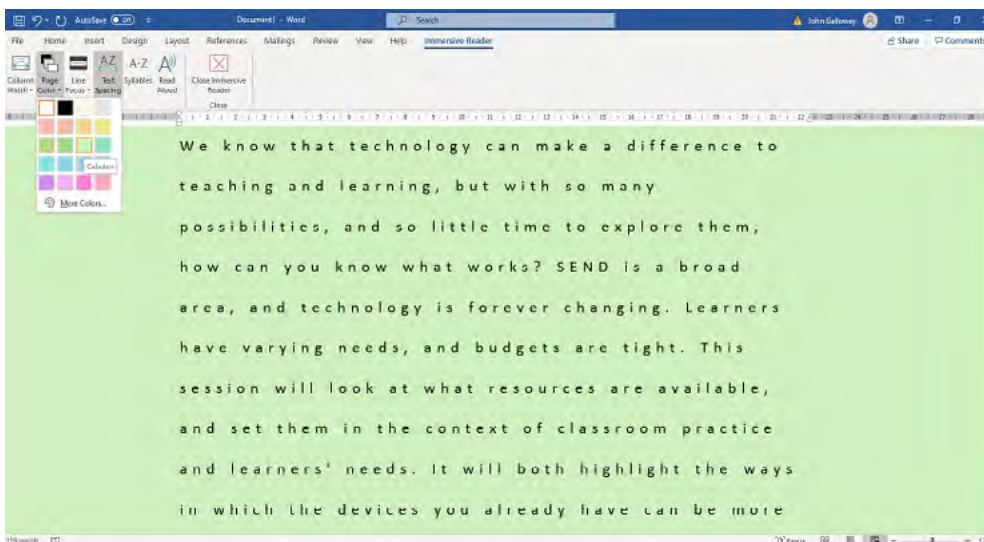 AutoSave On Document1 - Word Search John Galloway
File Home Insert Design Layout References Mailings Review View Help Immersive Reader Share Comments
Column Width Page Color Line Focus Text Spacing Syllables Read Aloud Close Immersive Reader
Close
Celadon
More Colors...
We know that technology can make a difference to
teaching and learning, but with so many
possibilities, and so little time to explore them,
how can you know what works? SEND is a broad
area, and technology is forever changing. Learners
have varying needs, and budgets are tight. This
session will look at what resources are available,
and set them in the context of classroom practice
and learners' needs. It will both highlight the ways
in which the devices you already have can be more